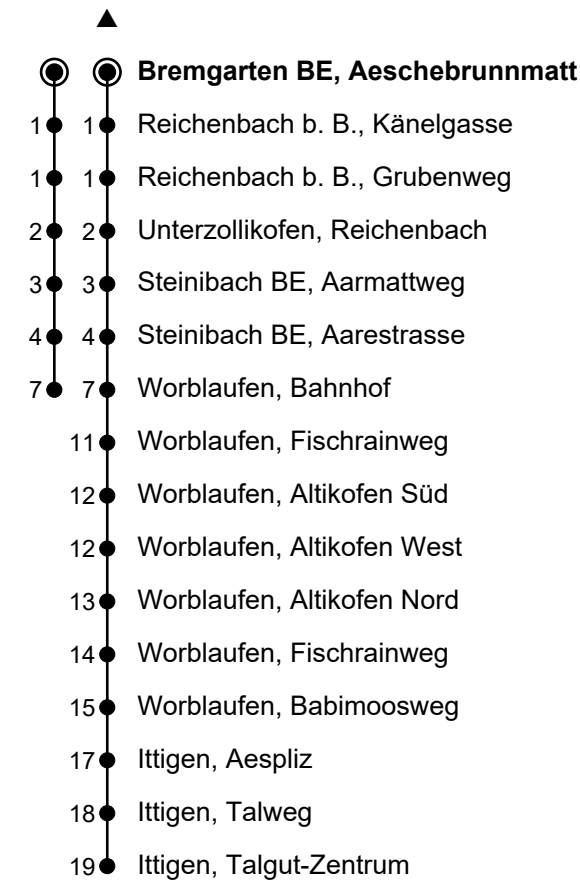 ▲
Bremgarten BE, Aeschebrunnmatt
1 1 Reichenbach b. B., Känelgasse
1 1 Reichenbach b. B., Grubenweg
2 2 Unterzollikofen, Reichenbach
3 3 Steinibach BE, Aarmattweg
4 4 Steinibach BE, Aarestrasse
7 7 Worblaufen, Bahnhof
11 Worblaufen, Fischrainweg
12 Worblaufen, Altikofen Süd
12 Worblaufen, Altikofen West
13 Worblaufen, Altikofen Nord
14 Worblaufen, Fischrainweg
15 Worblaufen, Babimoosweg
17 Ittigen, Aespliz
18 Ittigen, Talweg
19 Ittigen, Talgut-Zentrum